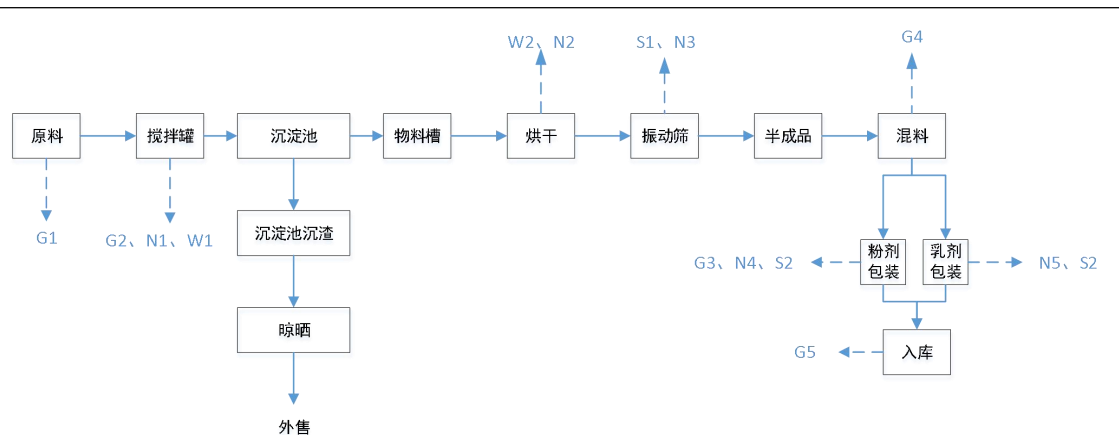 W2、N2
S1、N3
G4
原料
搅拌罐
沉淀池
物料槽
烘干
振动筛
半成品
混料
G1
G2、N1、W1
沉淀池沉渣
G3、N4、S2
粉剂
包装
乳剂
包装
N5、S2
晾晒
G5
入库
外售